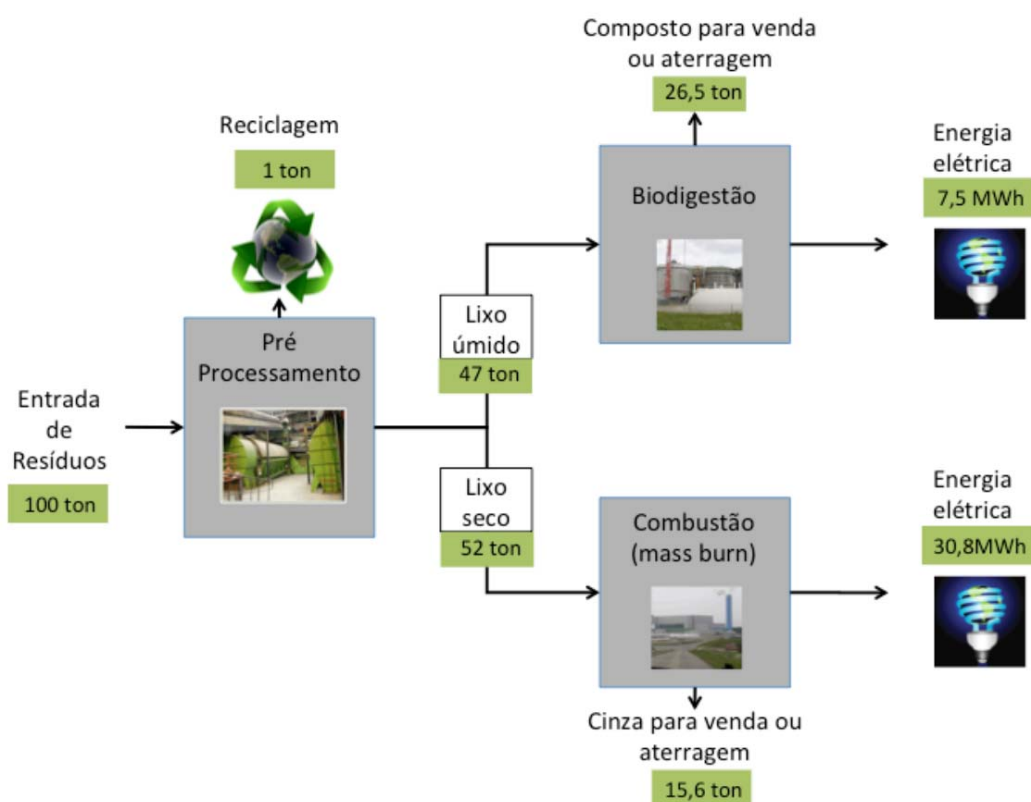 Composto para venda
ou aterragem
26,5 ton
Reciclagem
1 ton
Energia
elétrica
7,5 MWh
Biodigestão
Lixo
úmido
47 ton
Pré
Processamento
Entrada
de
Resíduos
100 ton
Lixo
seco
52 ton
Combustão
(mass burn)
Energia
elétrica
30,8MWh
Cinza para venda ou
aterragem
15,6 ton